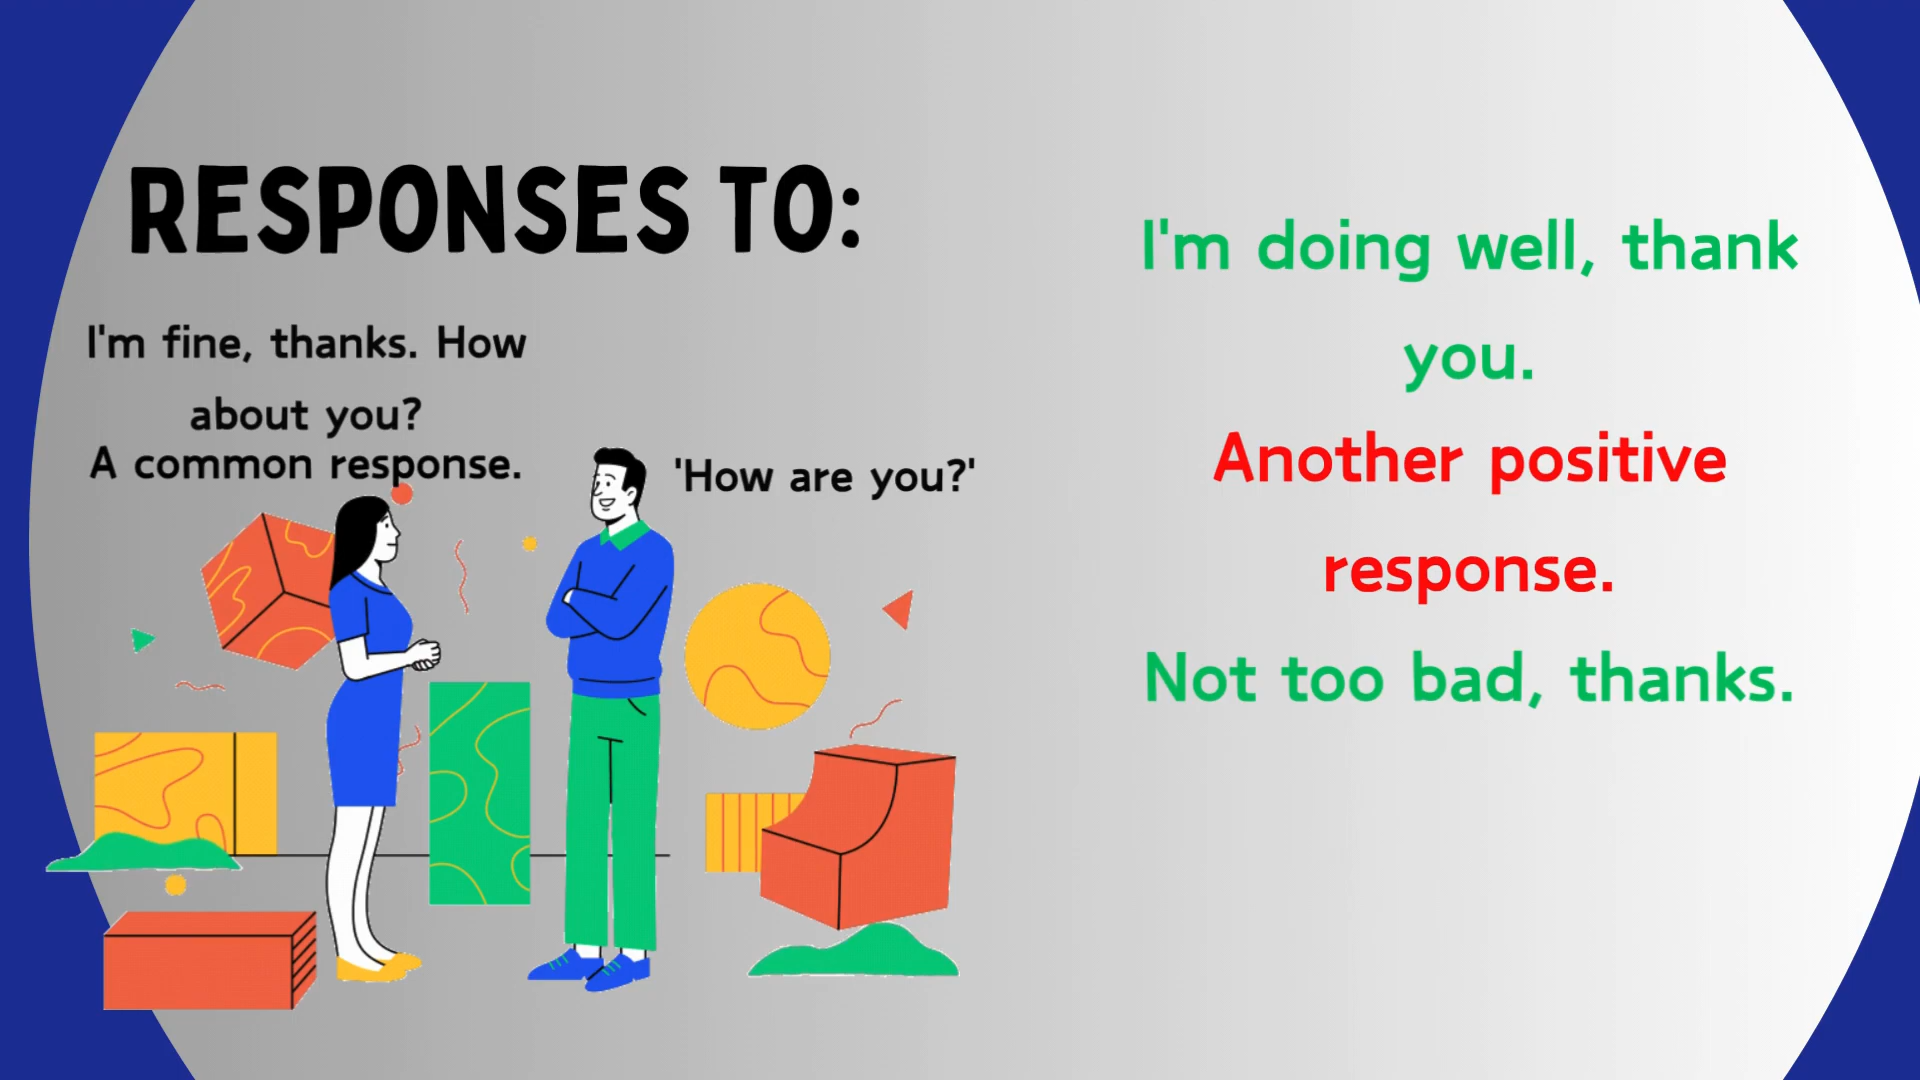 RESPONSES TO:
I'm fine, thanks. How
about you?
A common response.
'How are you?'
I'm doing well, thank
you.
Another positive
response.
Not too bad, thanks.